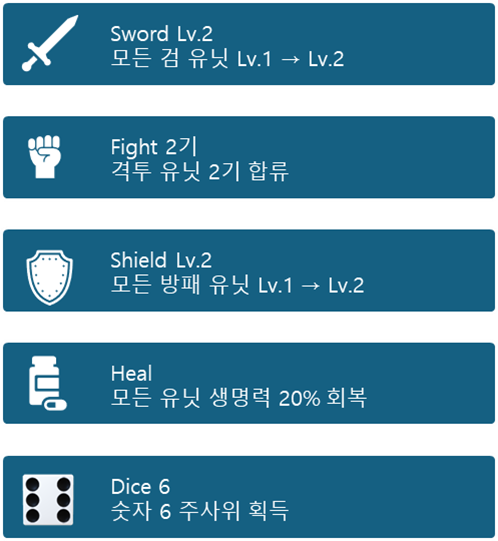 Sword Lv.2
모든 검 유닛 Lv.1 → Lv.2
Fight 2기
격투 유닛 2기 합류
Shield Lv.2
모든 방패 유닛 Lv.1 → Lv.2
Heal
모든 유닛 생명력 20% 회복
Dice 6
숫자 6 주사위 획득